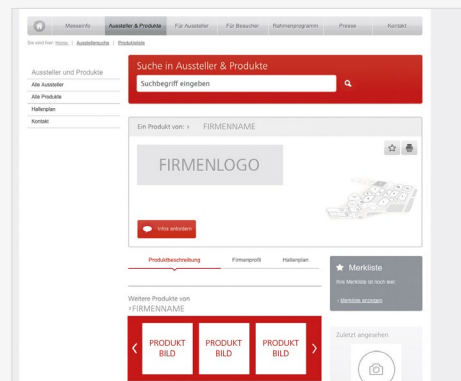 Messeinfo Aussteller & Produkte Für Aussteller Für Besucher Rahmenprogramm Presse Kontakt
Sie sind hier: Home | Ausstellersuche | Produktliste
Aussteller und Produkte
Alle Aussteller
Alle Produkte
Hallenplan
Kontakt
Suche in Aussteller & Produkte
Suchbegriff eingeben
Ein Produkt von: › FIRMENNAME
FIRMENLOGO
Infos anfordern
Produktbeschreibung Firmenprofil Hallenplan
Weitere Produkte von
›FIRMENNAME
PRODUKT BILD
PRODUKT BILD
PRODUKT BILD
Merkliste
Ihre Merkliste ist noch leer.
› Merkliste anzeigen
Zuletzt angesehen